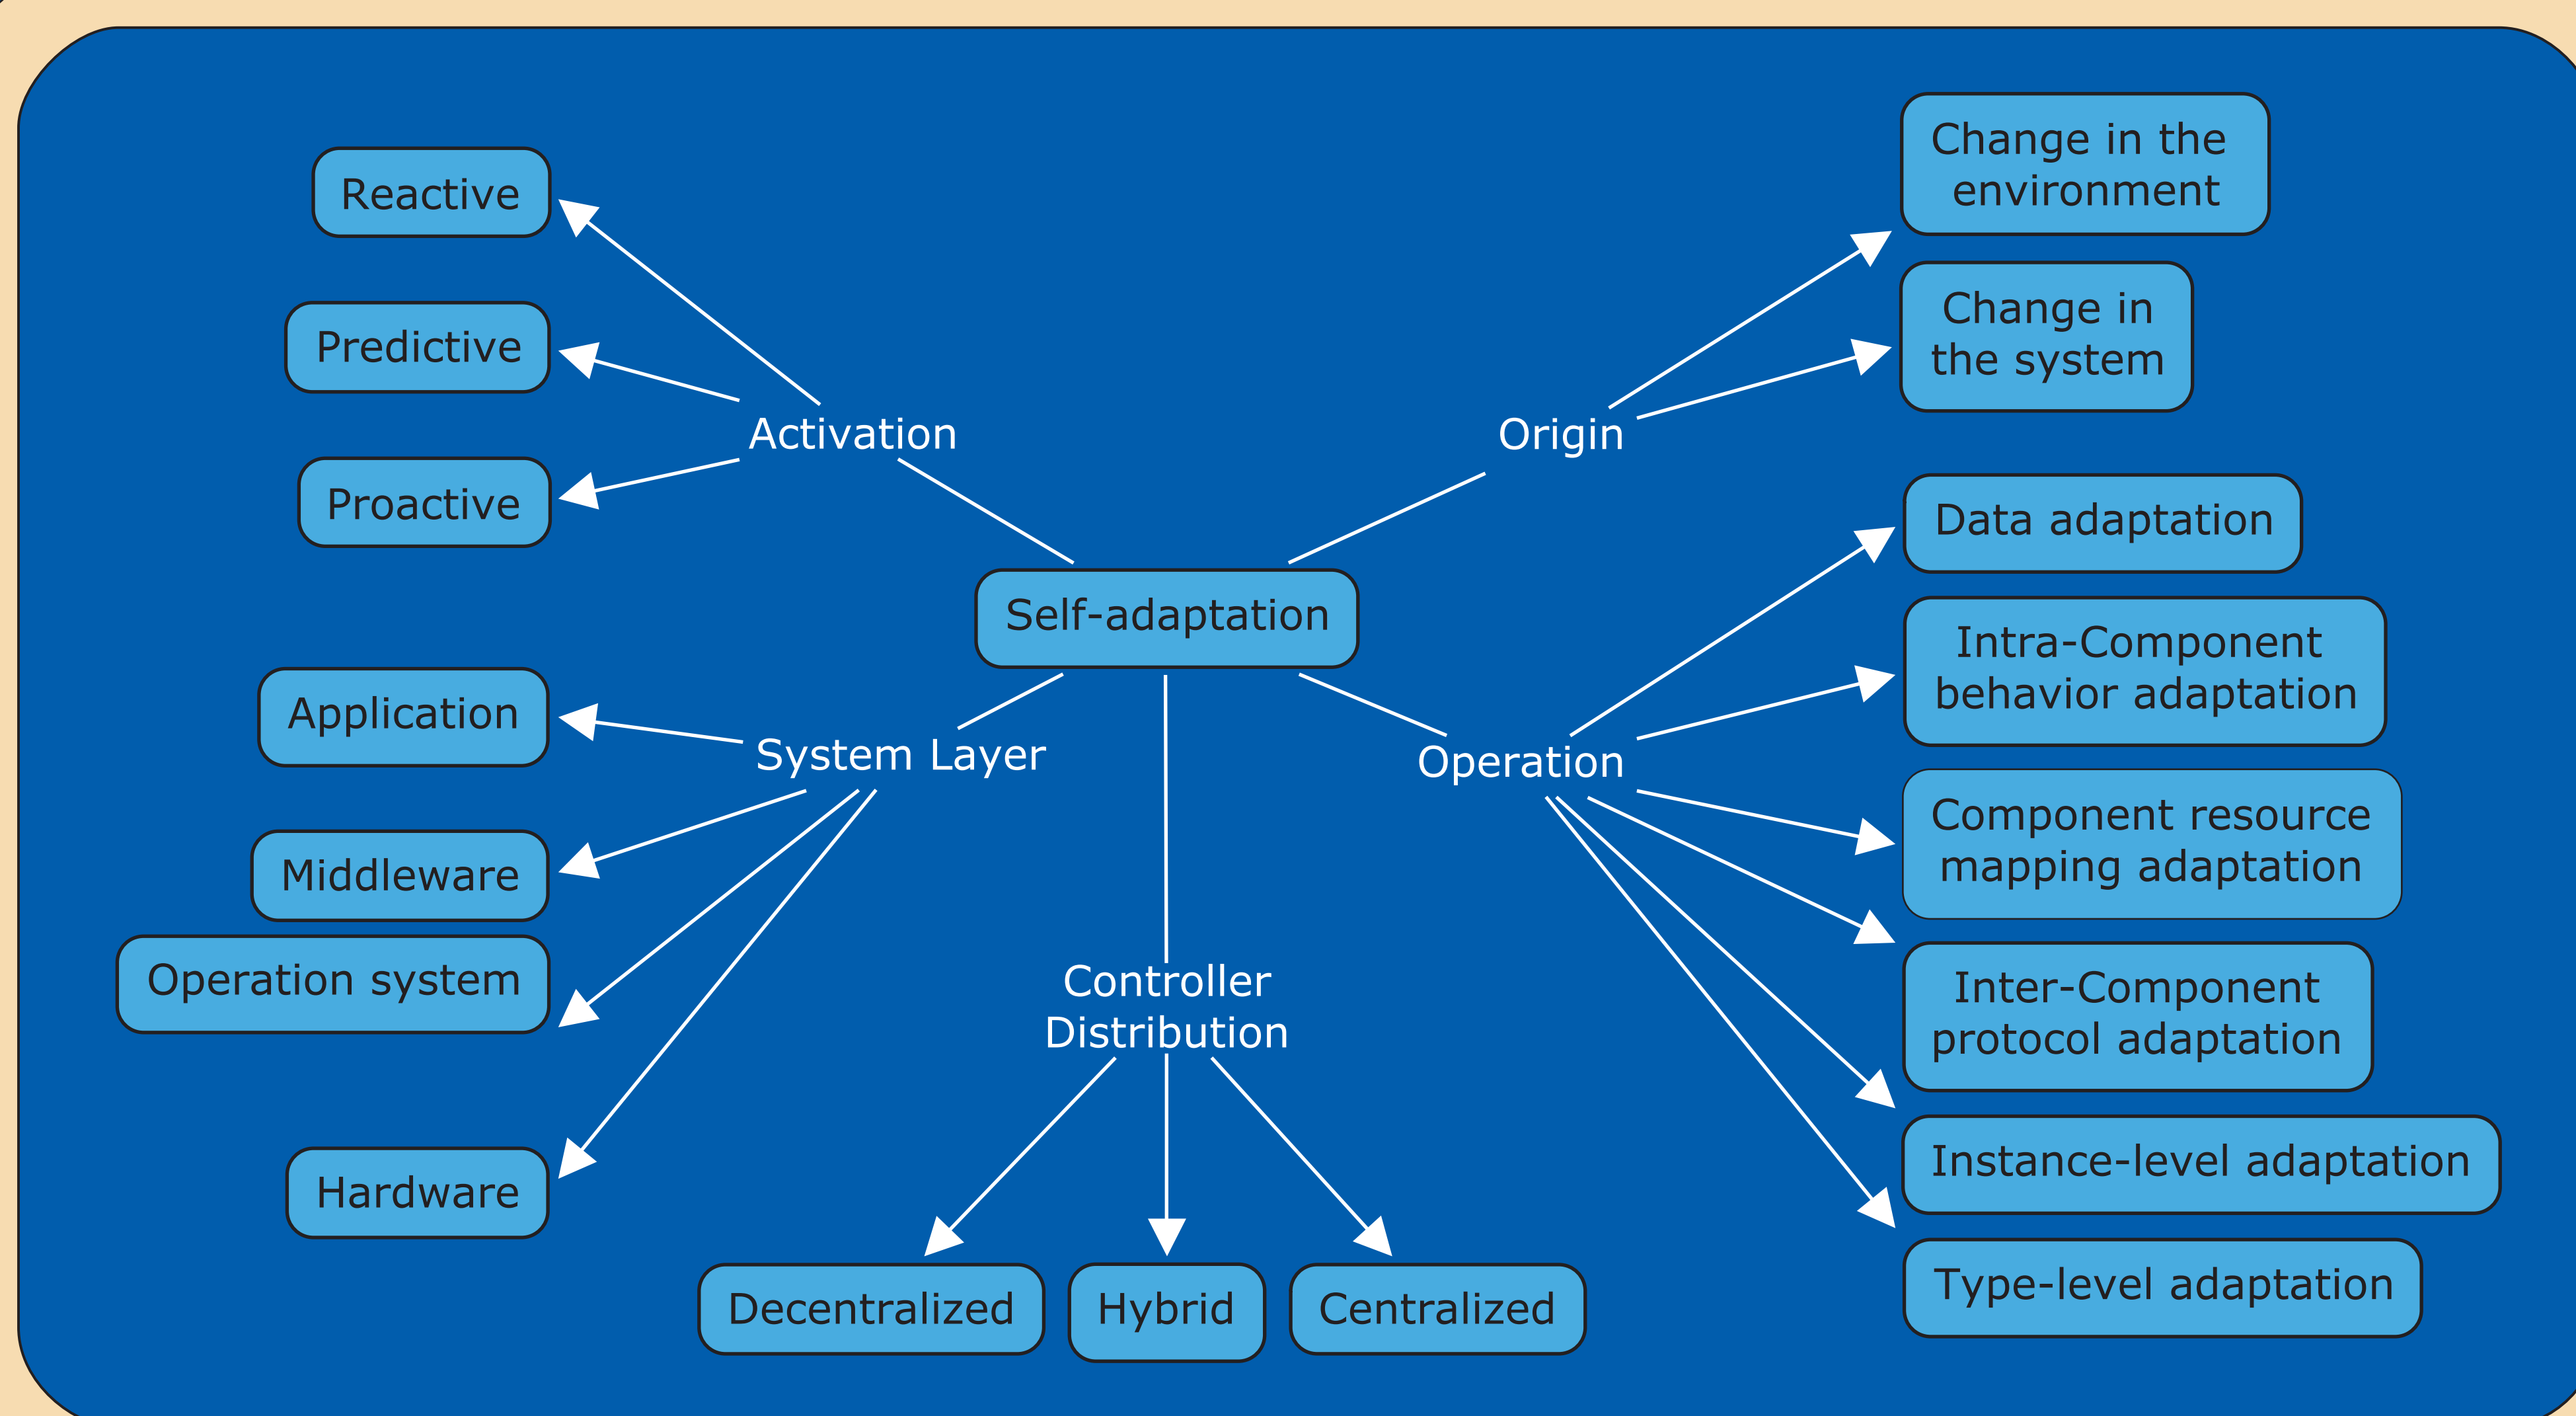 Reactive
Predictive
Proactive
Activation
Origin
Change in the
environment
Change in
the system
Self-adaptation
Application
Middleware
Operation system
Hardware
System Layer
Controller
Distribution
Decentralized
Hybrid
Centralized
Operation
Data adaptation
Intra-Component
behavior adaptation
Component resource
mapping adaptation
Inter-Component
protocol adaptation
Instance-level adaptation
Type-level adaptation